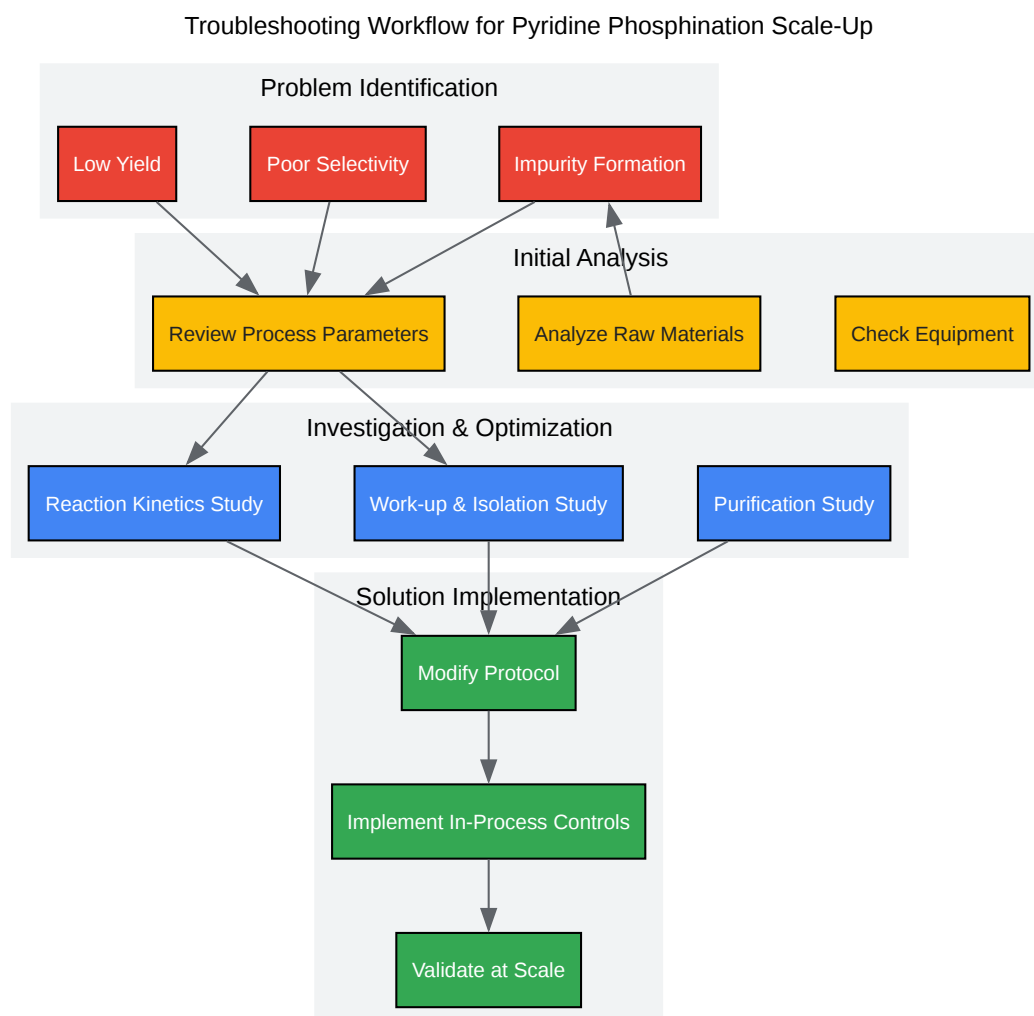 Troubleshooting Workflow for Pyridine Phosphination Scale-Up
Problem Identification
Low Yield
Poor Selectivity
Impurity Formation
Initial Analysis
Review Process Parameters
Analyze Raw Materials
Check Equipment
Investigation & Optimization
Reaction Kinetics Study
Work-up & Isolation Study
Purification Study
Solution Implementation
Modify Protocol
Implement In-Process Controls
Validate at Scale